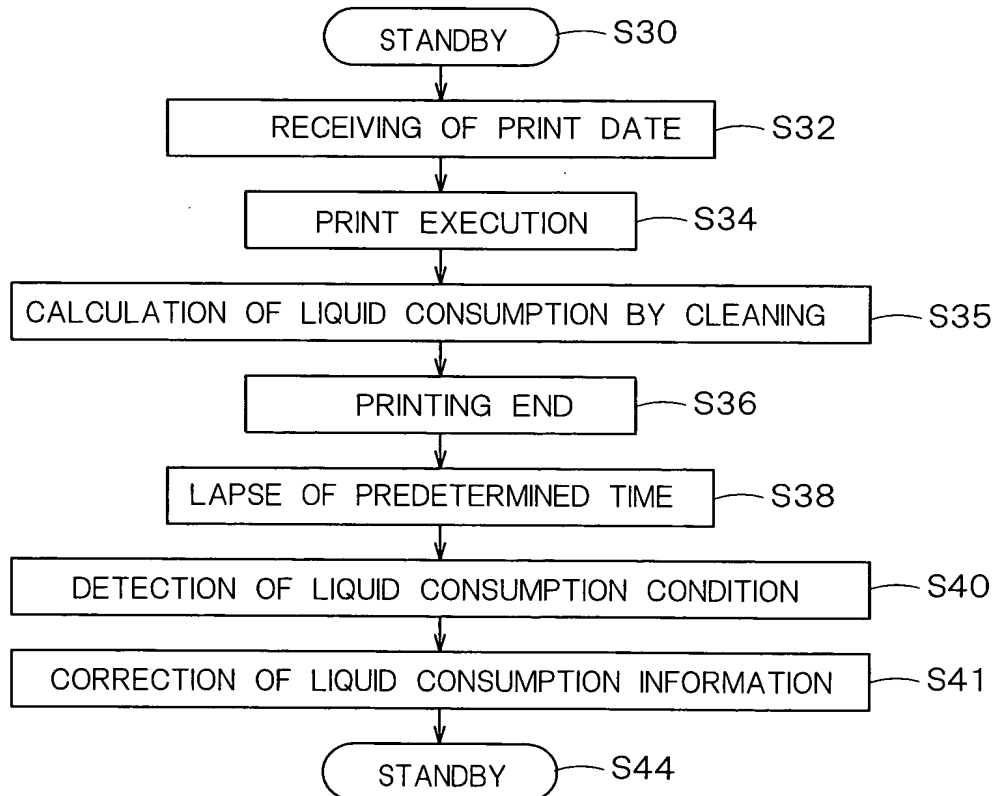 STANDBY S30
RECEIVING OF PRINT DATE S32
PRINT EXECUTION S34
CALCULATION OF LIQUID CONSUMPTION BY CLEANING S35
PRINTING END S36
LAPSE OF PREDETERMINED TIME S38
DETECTION OF LIQUID CONSUMPTION CONDITION S40
CORRECTION OF LIQUID CONSUMPTION INFORMATION S41
STANDBY S44